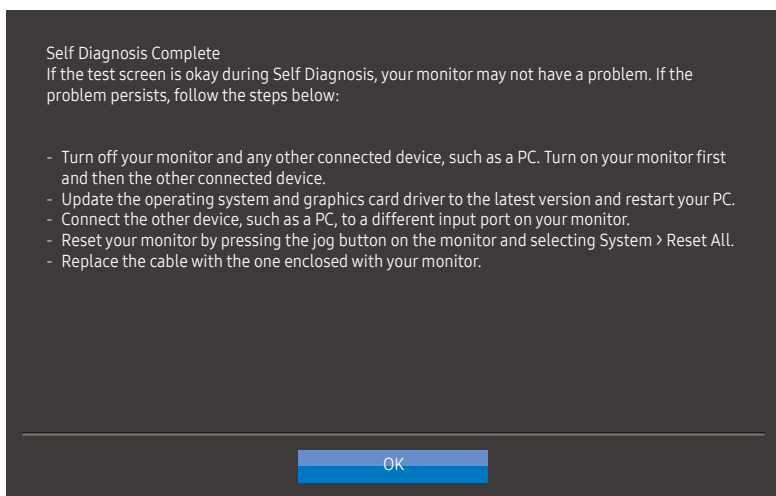 Self Diagnosis Complete
If the test screen is okay during Self Diagnosis, your monitor may not have a problem. If the
problem persists, follow the steps below:
- Turn off your monitor and any other connected device, such as a PC. Turn on your monitor first
and then the other connected device.
- Update the operating system and graphics card driver to the latest version and restart your PC.
- Connect the other device, such as a PC, to a different input port on your monitor.
- Reset your monitor by pressing the jog button on the monitor and selecting System > Reset All.
- Replace the cable with the one enclosed with your monitor.
OK